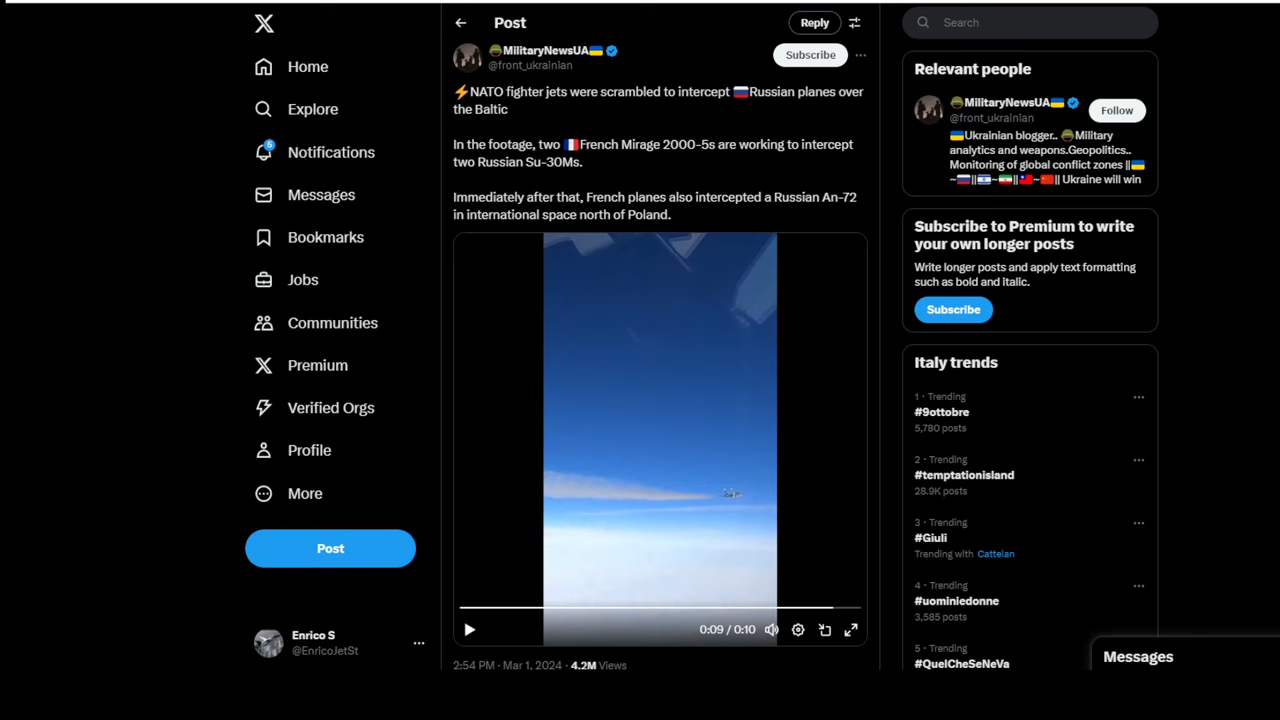 Home
Explore
5
Notifications
Messages
Bookmarks
Jobs
Communities
Premium
Verified Orgs
Profile
More
Post
Enrico S
@EnricoJetSt
Post
Reply
MilitaryNewsUA
@front_ukrainian
Subscribe
⚡NATO fighter jets were scrambled to intercept 🇷🇺Russian planes over
the Baltic
In the footage, two 🇫🇷French Mirage 2000-5s are working to intercept
two Russian Su-30Ms.
Immediately after that, French planes also intercepted a Russian An-72
in international space north of Poland.
0:09 / 0:10
2:54 PM · Mar 1, 2024 · 4.2M Views
Search
Relevant people
MilitaryNewsUA
@front_ukrainian
Follow
🇺🇦Ukrainian blogger.. Military
analytics and weapons.Geopolitics..
Monitoring of global conflict zones ||🇺🇦
~🇷🇺||🇮🇱~🇮🇷||🇹🇼~🇨🇳|| Ukraine will win
Subscribe to Premium to write
your own longer posts
Write longer posts and apply text formatting
such as bold and italic.
Subscribe
Italy trends
1 · Trending
#9ottobre
5,780 posts
2 · Trending
#temptationisland
28.9K posts
3 · Trending
#Giuli
Trending with Cattelan
4 · Trending
#uominiedonne
3,585 posts
5 · Trending
#QuelCheSeNeVa
Messages